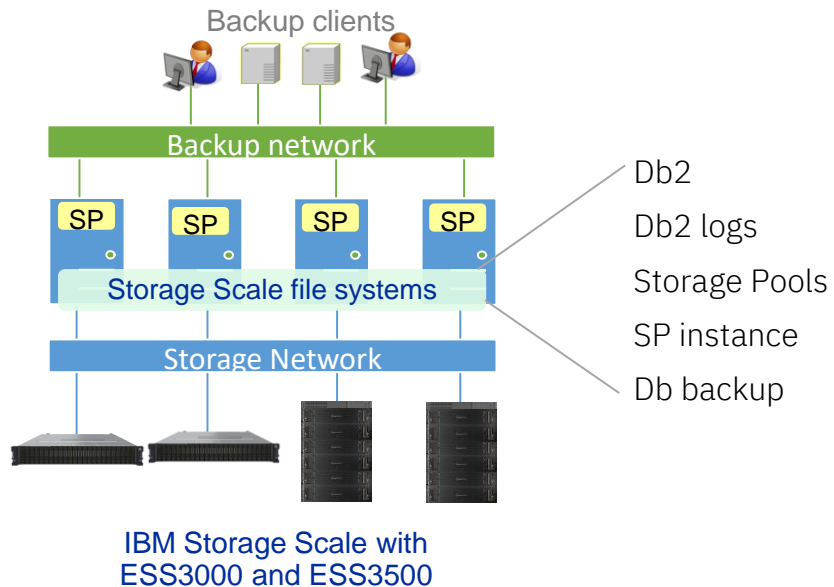 Backup clients
Backup network
SP
SP
SP
SP
Storage Scale file systems
Storage Network
Db2
Db2 logs
Storage Pools
SP instance
Db backup
IBM Storage Scale with
ESS3000 and ESS3500